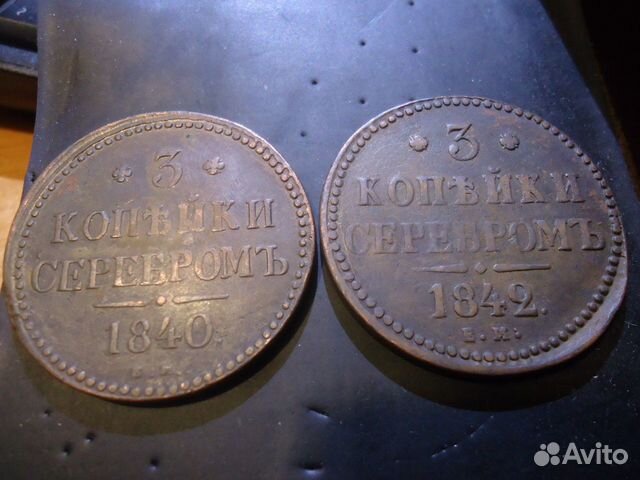 3
КОПѢЙКИ
СЕРЕБРОМЪ
1840.
Е.М.
3
КОПѢЙКИ
СЕРЕБРОМЪ
1842.
Е.М.
Avito